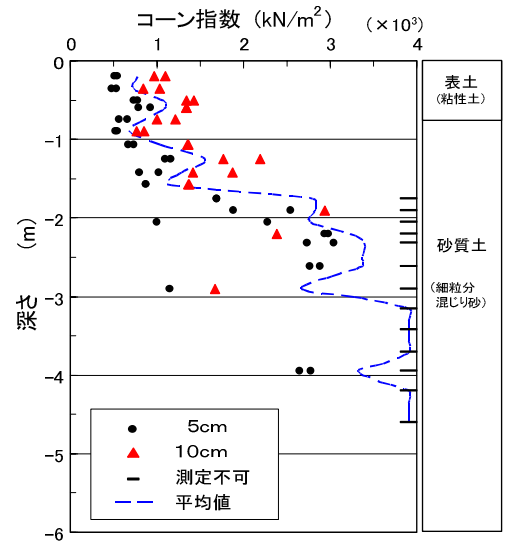 コーン指数（kN/m²）
（×10³）
0 1 2 3 4
0
−1
−2
−3
−4
−5
−6
深さ （m）
表土
(粘性土)
砂質土
(細粒分
混じり砂)
5cm
10cm
測定不可
平均値